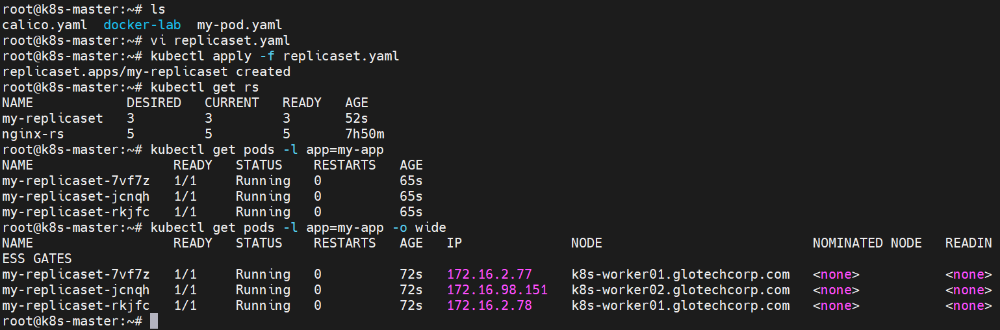 root@k8s-master:~# ls
calico.yaml  docker-lab  my-pod.yaml
root@k8s-master:~# vi replicaset.yaml
root@k8s-master:~# kubectl apply -f replicaset.yaml
replicaset.apps/my-replicaset created
root@k8s-master:~# kubectl get rs
NAME            DESIRED   CURRENT   READY   AGE
my-replicaset   3         3         3       52s
nginx-rs        5         5         5       7h50m
root@k8s-master:~# kubectl get pods -l app=my-app
NAME                  READY   STATUS    RESTARTS   AGE
my-replicaset-7vf7z   1/1     Running   0          65s
my-replicaset-jcnqh   1/1     Running   0          65s
my-replicaset-rkjfc   1/1     Running   0          65s
root@k8s-master:~# kubectl get pods -l app=my-app -o wide
NAME                  READY   STATUS    RESTARTS   AGE   IP              NODE                           NOMINATED NODE   READIN
ESS GATES
my-replicaset-7vf7z   1/1     Running   0          72s   172.16.2.77     k8s-worker01.glotechcorp.com   <none>           <none>
my-replicaset-jcnqh   1/1     Running   0          72s   172.16.98.151   k8s-worker02.glotechcorp.com   <none>           <none>
my-replicaset-rkjfc   1/1     Running   0          72s   172.16.2.78     k8s-worker01.glotechcorp.com   <none>           <none>
root@k8s-master:~#